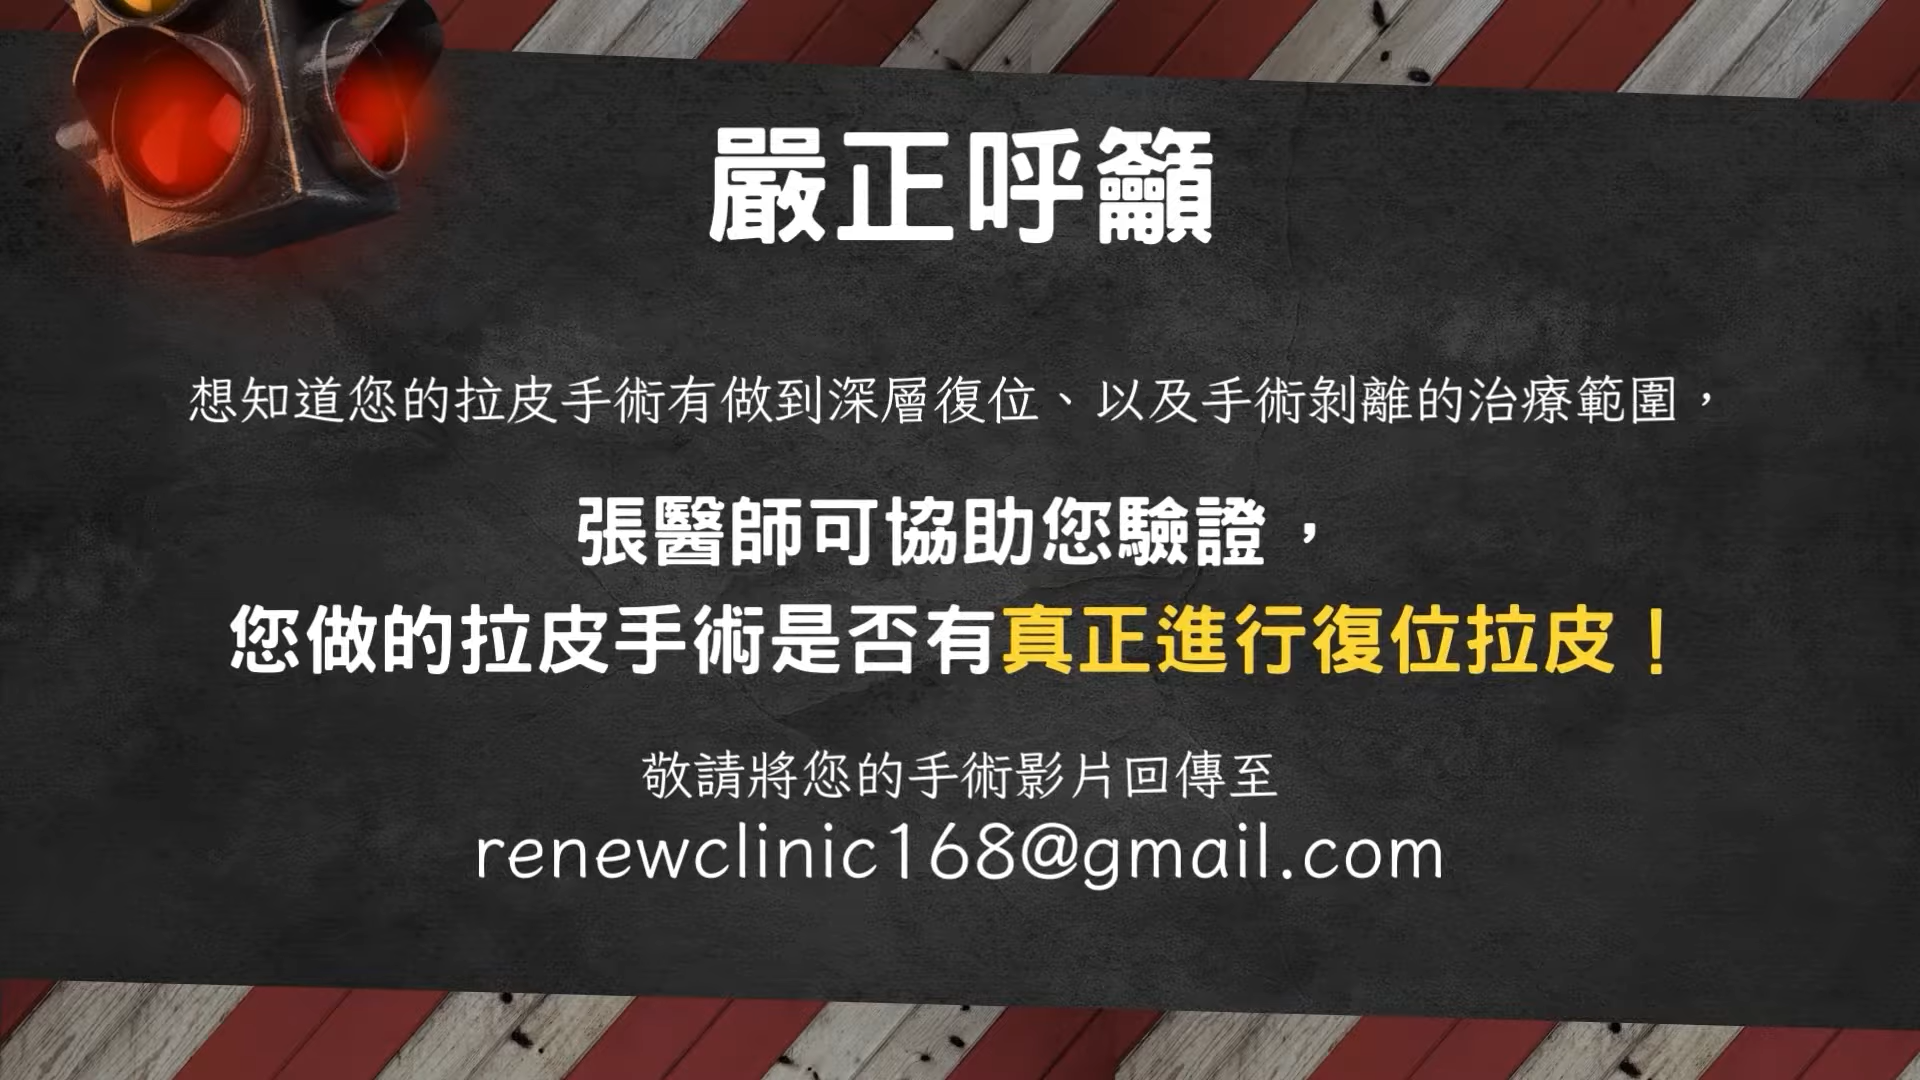 嚴正呼籲
想知道您的拉皮手術有做到深層復位、以及手術剝離的治療範圍，
張醫師可協助您驗證，
您做的拉皮手術是否有真正進行復位拉皮！
敬請將您的手術影片回傳至
renewclinic168@gmail.com